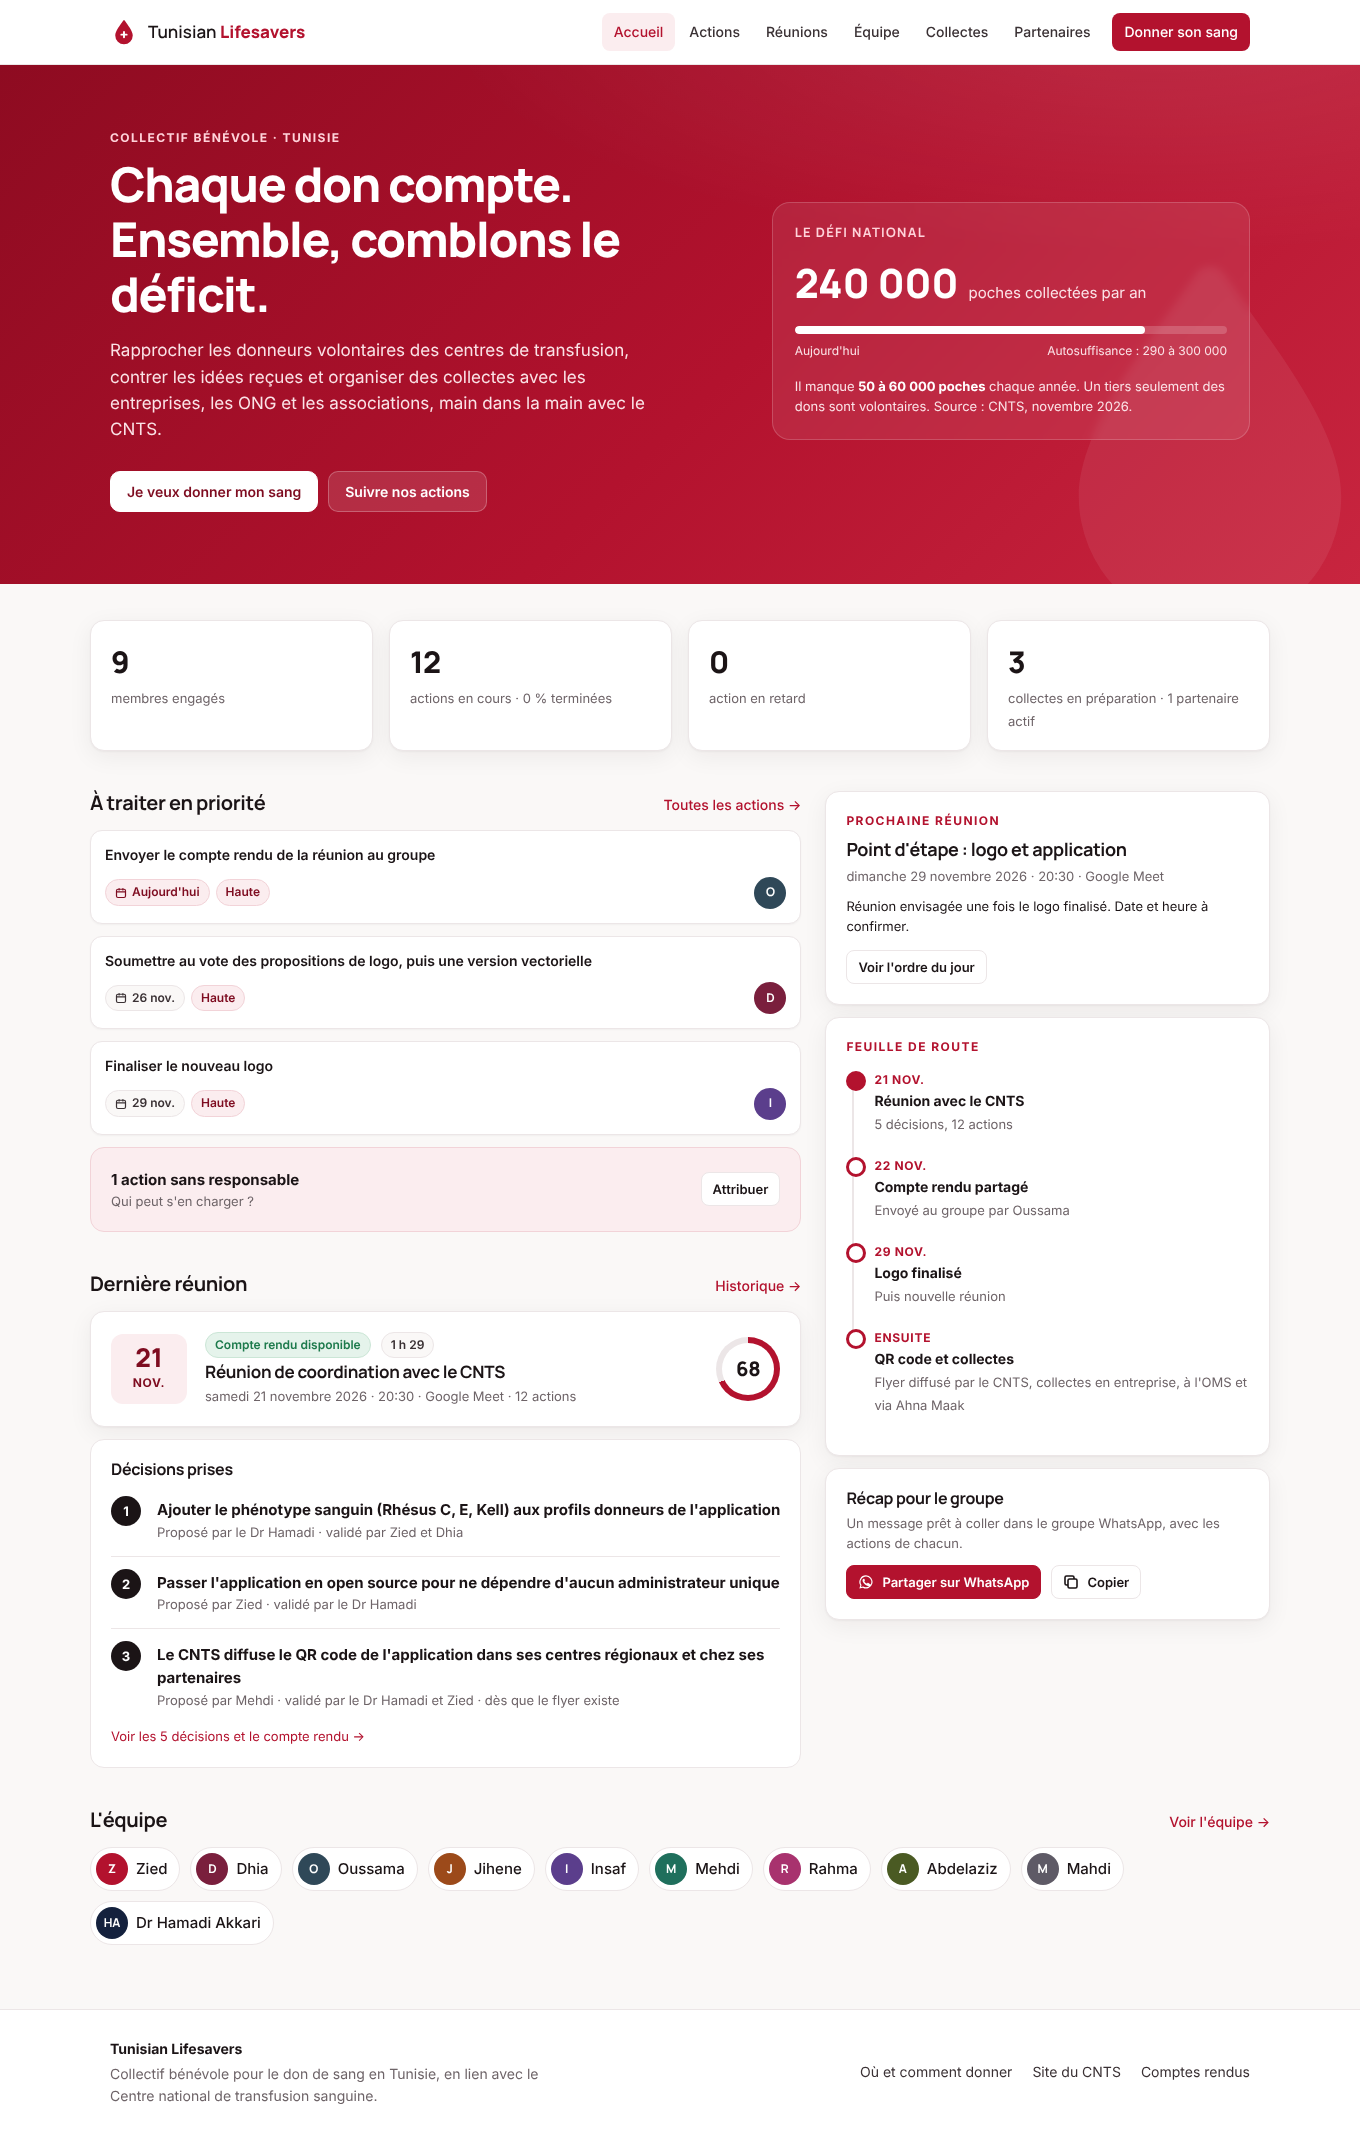 Tunisian Lifesavers
Accueil
Actions
Réunions
Équipe
Collectes
Partenaires
Donner son sang
COLLECTIF BÉNÉVOLE · TUNISIE
Chaque don compte.
Ensemble, comblons le
déficit.
Rapprocher les donneurs volontaires des centres de transfusion,
contrer les idées reçues et organiser des collectes avec les
entreprises, les ONG et les associations, main dans la main avec le
CNTS.
Je veux donner mon sang
Suivre nos actions
LE DÉFI NATIONAL
240 000 poches collectées par an
Aujourd'hui
Autosuffisance : 290 à 300 000
Il manque 50 à 60 000 poches chaque année. Un tiers seulement des
dons sont volontaires. Source : CNTS, novembre 2026.
9
membres engagés
12
actions en cours · 0 % terminées
0
action en retard
3
collectes en préparation · 1 partenaire
actif
À traiter en priorité
Toutes les actions →
Envoyer le compte rendu de la réunion au groupe
Aujourd'hui
Haute
O
Soumettre au vote des propositions de logo, puis une version vectorielle
26 nov.
Haute
D
Finaliser le nouveau logo
29 nov.
Haute
I
1 action sans responsable
Qui peut s'en charger ?
Attribuer
Dernière réunion
Historique →
21
NOV.
Compte rendu disponible
1 h 29
Réunion de coordination avec le CNTS
samedi 21 novembre 2026 · 20:30 · Google Meet · 12 actions
68
Décisions prises
1
Ajouter le phénotype sanguin (Rhésus C, E, Kell) aux profils donneurs de l'application
Proposé par le Dr Hamadi · validé par Zied et Dhia
2
Passer l'application en open source pour ne dépendre d'aucun administrateur unique
Proposé par Zied · validé par le Dr Hamadi
3
Le CNTS diffuse le QR code de l'application dans ses centres régionaux et chez ses
partenaires
Proposé par Mehdi · validé par le Dr Hamadi et Zied · dès que le flyer existe
Voir les 5 décisions et le compte rendu →
PROCHAINE RÉUNION
Point d'étape : logo et application
dimanche 29 novembre 2026 · 20:30 · Google Meet
Réunion envisagée une fois le logo finalisé. Date et heure à
confirmer.
Voir l'ordre du jour
FEUILLE DE ROUTE
21 NOV.
Réunion avec le CNTS
5 décisions, 12 actions
22 NOV.
Compte rendu partagé
Envoyé au groupe par Oussama
29 NOV.
Logo finalisé
Puis nouvelle réunion
ENSUITE
QR code et collectes
Flyer diffusé par le CNTS, collectes en entreprise, à l'OMS et
via Ahna Maak
Récap pour le groupe
Un message prêt à coller dans le groupe WhatsApp, avec les
actions de chacun.
Partager sur WhatsApp
Copier
L'équipe
Voir l'équipe →
Z Zied
D Dhia
O Oussama
J Jihene
I Insaf
M Mehdi
R Rahma
A Abdelaziz
M Mahdi
HA Dr Hamadi Akkari
Tunisian Lifesavers
Collectif bénévole pour le don de sang en Tunisie, en lien avec le
Centre national de transfusion sanguine.
Où et comment donner
Site du CNTS
Comptes rendus